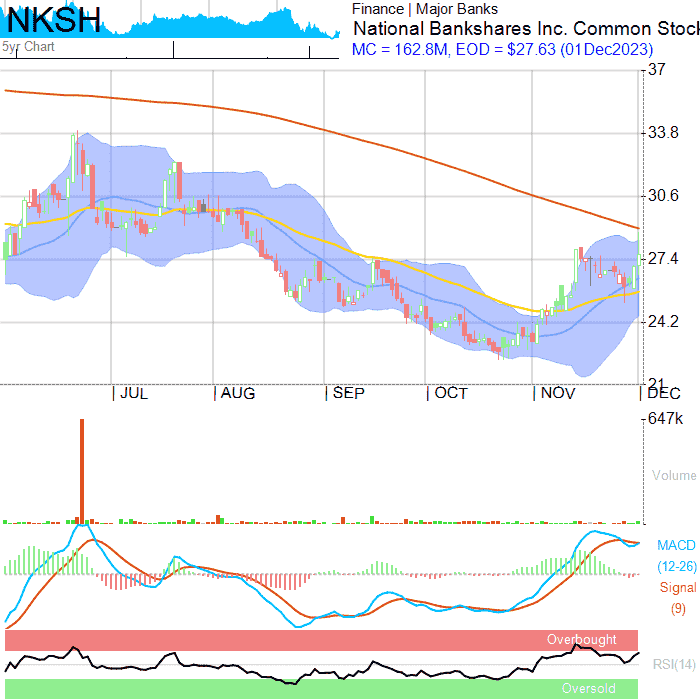 NKSH
5yr Chart
Finance | Major Banks
National Bankshares Inc. Common Stoc
MC = 162.8M, EOD = $27.63 (01Dec2023)
37
33.8
30.6
27.4
24.2
21
JUL AUG SEP OCT NOV DEC
647k
Volume
MACD
(12-26)
Signal
(9)
Overbought
RSI(14)
Oversold